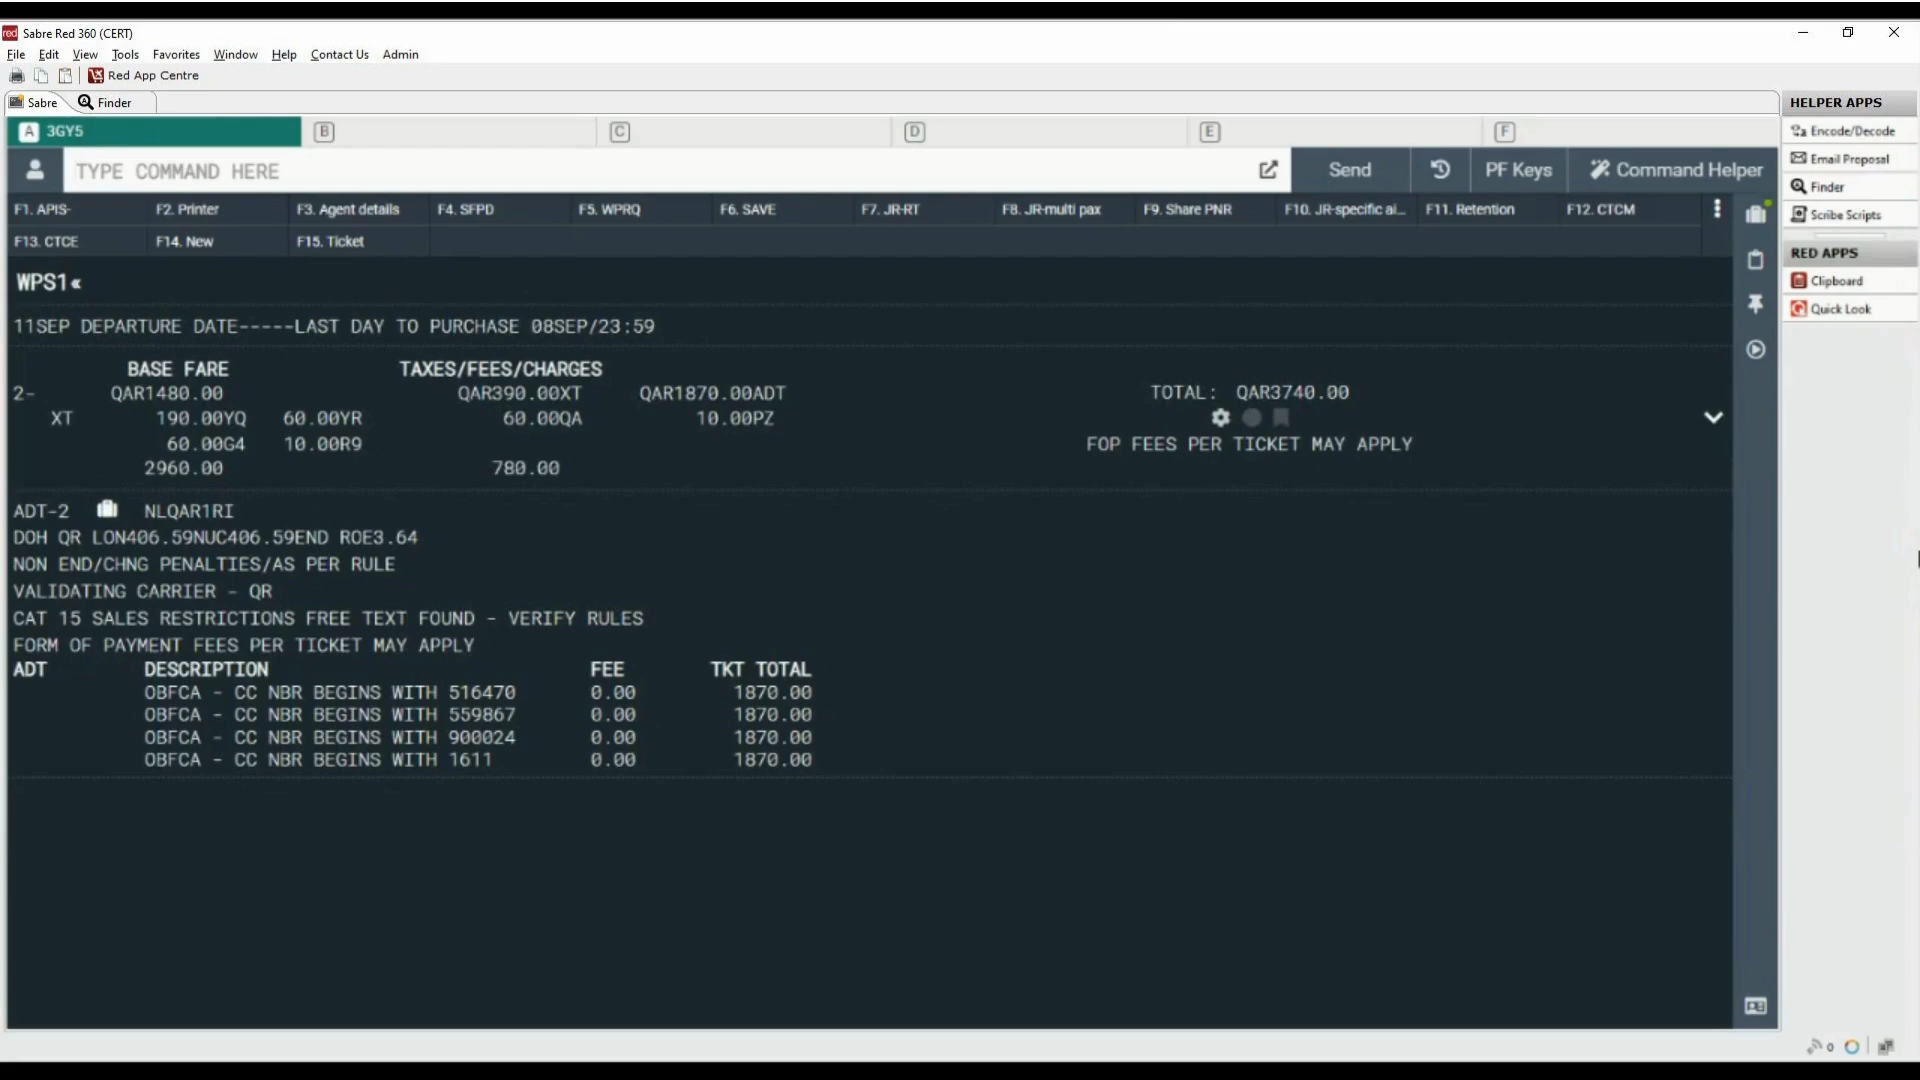 red Sabre Red 360 (CERT)
File Edit View Tools Favorites Window Help Contact Us Admin
Red App Centre
Sabre Finder
A 3GY5 B C D E F
TYPE COMMAND HERE Send PF Keys Command Helper
F1. APIS- F2. Printer F3. Agent details F4. SFPD F5. WPRQ F6. SAVE F7. JR-RT F8. JR-multi pax F9. Share PNR F10. JR-specific ai... F11. Retention F12. CTCM
F13. CTCE F14. New F15. Ticket
WPS1«
11SEP DEPARTURE DATE-----LAST DAY TO PURCHASE 08SEP/23:59
BASE FARE TAXES/FEES/CHARGES
2- QAR1480.00 QAR390.00XT QAR1870.00ADT TOTAL: QAR3740.00
XT 190.00YQ 60.00YR 60.00QA 10.00PZ
60.00G4 10.00R9 FOP FEES PER TICKET MAY APPLY
2960.00 780.00
ADT-2 NLQAR1RI
DOH QR LON406.59NUC406.59END ROE3.64
NON END/CHNG PENALTIES/AS PER RULE
VALIDATING CARRIER - QR
CAT 15 SALES RESTRICTIONS FREE TEXT FOUND - VERIFY RULES
FORM OF PAYMENT FEES PER TICKET MAY APPLY
ADT DESCRIPTION FEE TKT TOTAL
OBFCA - CC NBR BEGINS WITH 516470 0.00 1870.00
OBFCA - CC NBR BEGINS WITH 559867 0.00 1870.00
OBFCA - CC NBR BEGINS WITH 900024 0.00 1870.00
OBFCA - CC NBR BEGINS WITH 1611 0.00 1870.00
HELPER APPS
Encode/Decode
Email Proposal
Finder
Scribe Scripts
RED APPS
Clipboard
Quick Look
0